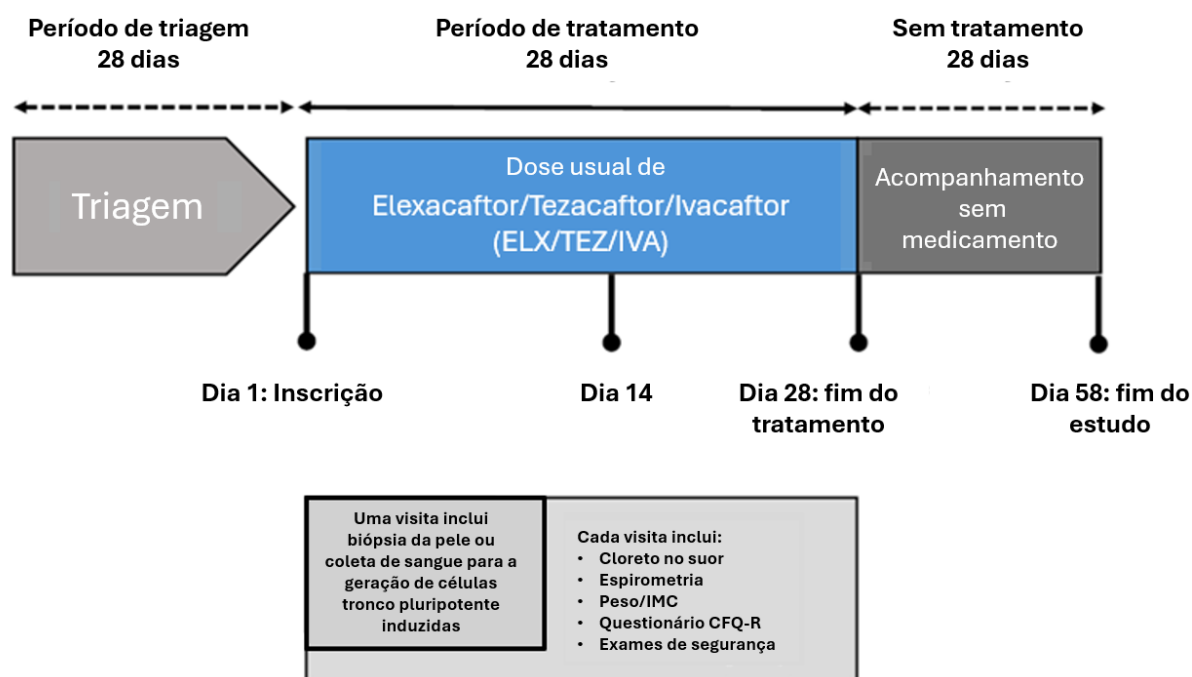 Período de triagem
28 dias
Período de tratamento
28 dias
Sem tratamento
28 dias
Triagem
Dose usual de
Elexacaftor/Tezacaftor/Ivacaftor
(ELX/TEZ/IVA)
Acompanhamento
sem
medicamento
Dia 1: Inscrição
Dia 14
Dia 28: fim do
tratamento
Dia 58: fim do
estudo
Uma visita inclui
biópsia da pele ou
coleta de sangue para a
geração de células
tronco pluripotente
induzidas
Cada visita inclui:
• Cloreto no suor
• Espirometria
• Peso/IMC
• Questionário CFQ-R
• Exames de segurança